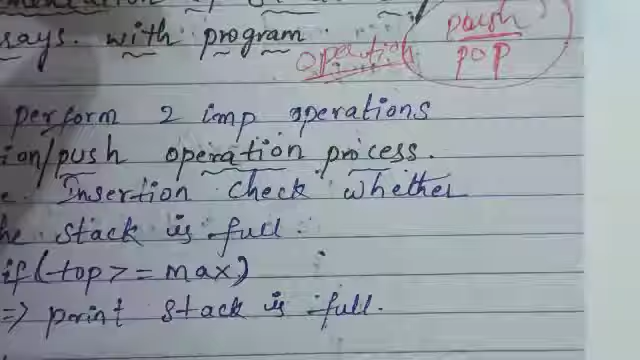 says. with program.
operation
push
pop
perform 2 imp operations
ion/push operation process.
e. Insertion check whether
he stack is full.
if(top>=max)
=> print stack is full.